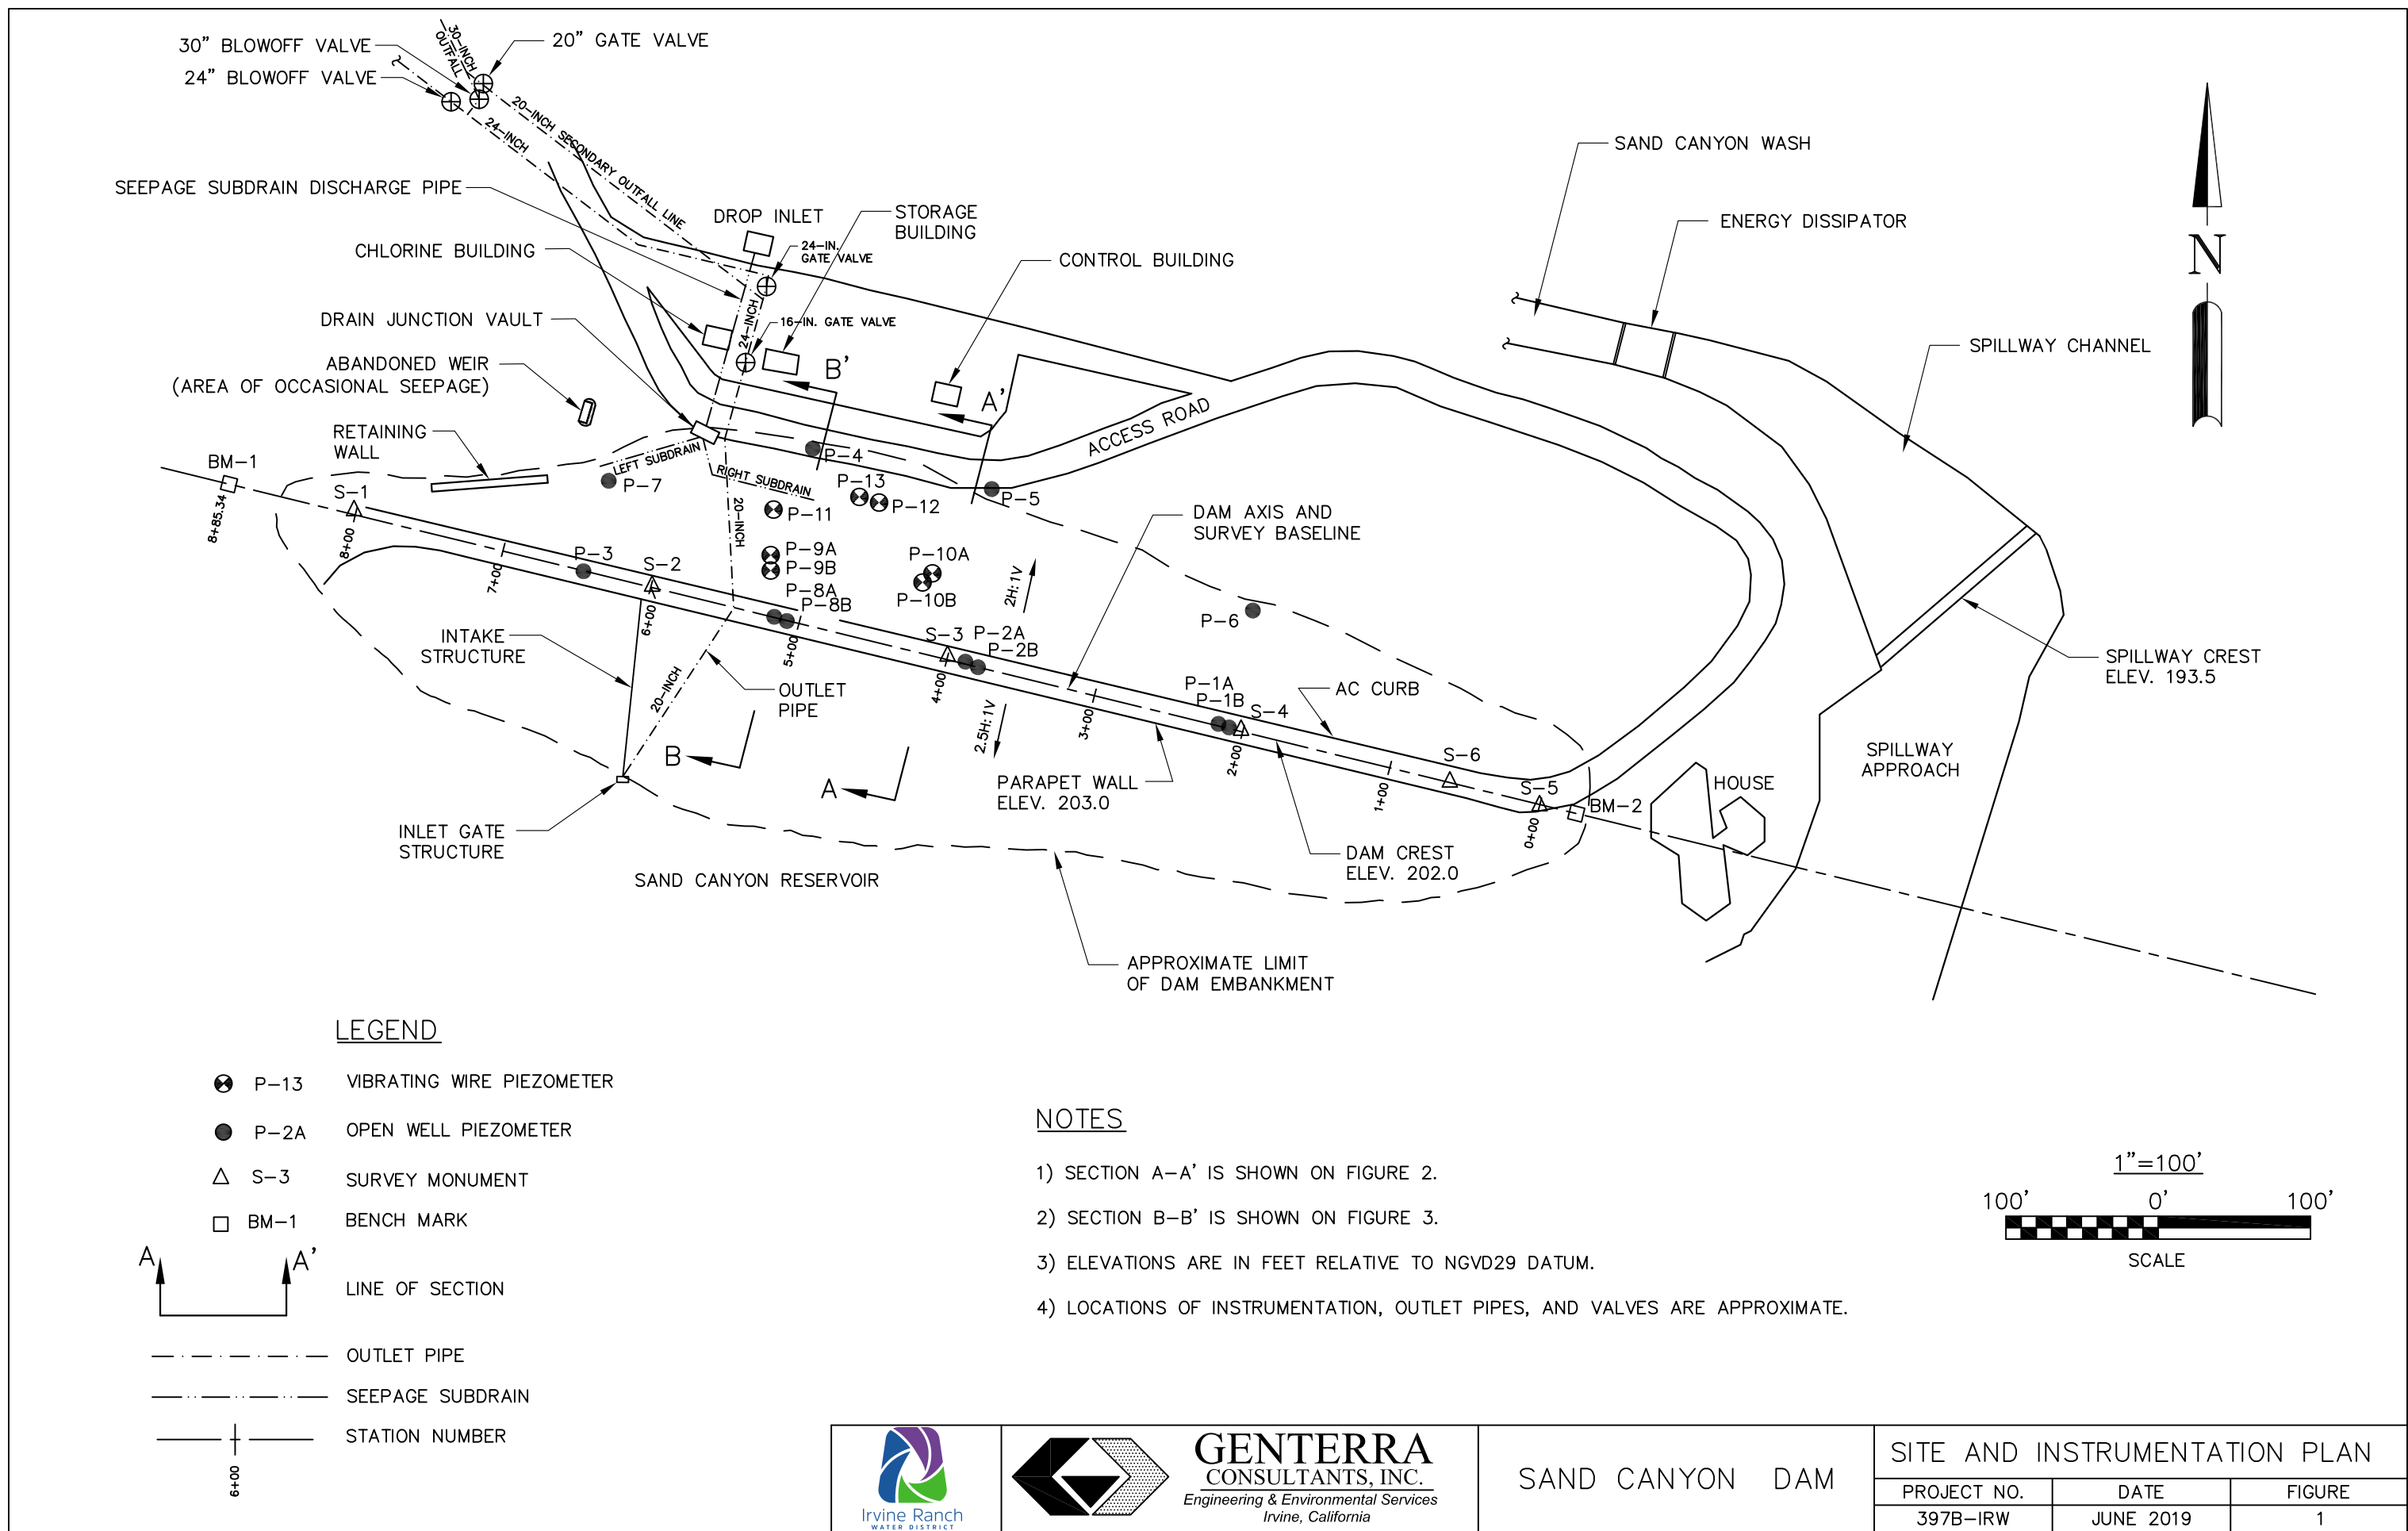 30-INCH
OUTFALL
30” BLOWOFF VALVE
20” GATE VALVE
24” BLOWOFF VALVE
20-INCH SECONDARY OUTFALL LINE
24-INCH
SAND CANYON WASH
SEEPAGE SUBDRAIN DISCHARGE PIPE
DROP INLET
STORAGE
BUILDING
ENERGY DISSIPATOR
CHLORINE BUILDING
24-IN.
GATE VALVE
CONTROL BUILDING
N
24-INCH
DRAIN JUNCTION VAULT
16-IN. GATE VALVE
SPILLWAY CHANNEL
ABANDONED WEIR
(AREA OF OCCASIONAL SEEPAGE)
B'
A'
ACCESS ROAD
RETAINING
WALL
LEFT SUBDRAIN
P-4
BM-1
RIGHT SUBDRAIN
P-7
P-13
P-12
P-5
S-1
8+85.34
8+00
20-INCH
P-11
DAM AXIS AND
SURVEY BASELINE
P-3
S-2
P-9A
P-9B
P-10A
P-10B
7+00
2H:1V
P-8A
P-8B
6+00
P-6
INTAKE
STRUCTURE
5+00
S-3
P-2A
P-2B
SPILLWAY CREST
ELEV. 193.5
20-INCH
OUTLET
PIPE
4+00
2.5H:1V
3+00
P-1A
P-1B
S-4
AC CURB
2+00
B
A
PARAPET WALL
ELEV. 203.0
1+00
S-6
S-5
BM-2
0+00
HOUSE
SPILLWAY
APPROACH
INLET GATE
STRUCTURE
DAM CREST
ELEV. 202.0
SAND CANYON RESERVOIR
APPROXIMATE LIMIT
OF DAM EMBANKMENT
LEGEND
P-13 VIBRATING WIRE PIEZOMETER
P-2A OPEN WELL PIEZOMETER
S-3 SURVEY MONUMENT
BM-1 BENCH MARK
A A' LINE OF SECTION
OUTLET PIPE
SEEPAGE SUBDRAIN
STATION NUMBER
6+00
NOTES
1) SECTION A-A' IS SHOWN ON FIGURE 2.
2) SECTION B-B' IS SHOWN ON FIGURE 3.
3) ELEVATIONS ARE IN FEET RELATIVE TO NGVD29 DATUM.
4) LOCATIONS OF INSTRUMENTATION, OUTLET PIPES, AND VALVES ARE APPROXIMATE.
1”=100'
100' 0' 100'
SCALE
Irvine Ranch
WATER DISTRICT
GENTERRA
CONSULTANTS, INC.
Engineering & Environmental Services
Irvine, California
SAND CANYON DAM
SITE AND INSTRUMENTATION PLAN
PROJECT NO. DATE FIGURE
397B-IRW JUNE 2019 1